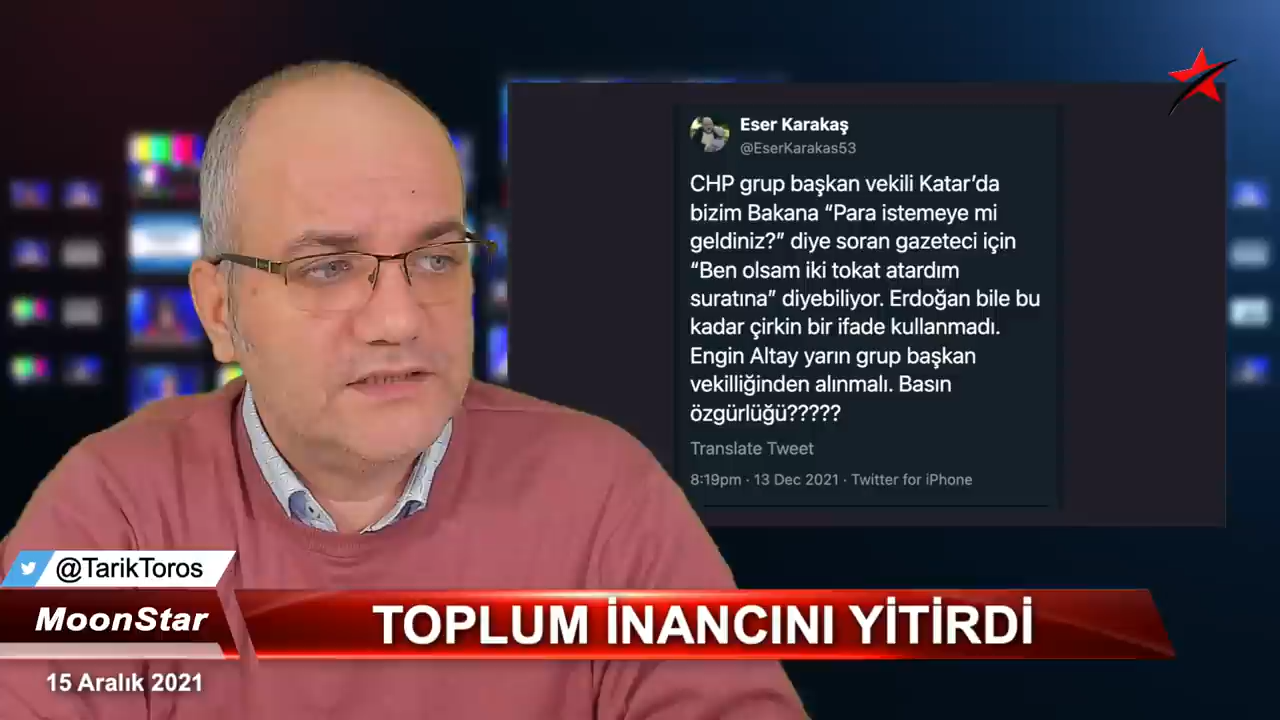 Eser Karakaş
@EserKarakas53
CHP grup başkan vekili Katar’da
bizim Bakana “Para istemeye mi
geldiniz?” diye soran gazeteci için
“Ben olsam iki tokat atardım
suratına” diyebiliyor. Erdoğan bile bu
kadar çirkin bir ifade kullanmadı.
Engin Altay yarın grup başkan
vekilliğinden alınmalı. Basın
özgürlüğü?????
Translate Tweet
8:19pm · 13 Dec 2021 · Twitter for iPhone
@TarikToros
MoonStar
TOPLUM İNANCINI YİTİRDİ
15 Aralık 2021